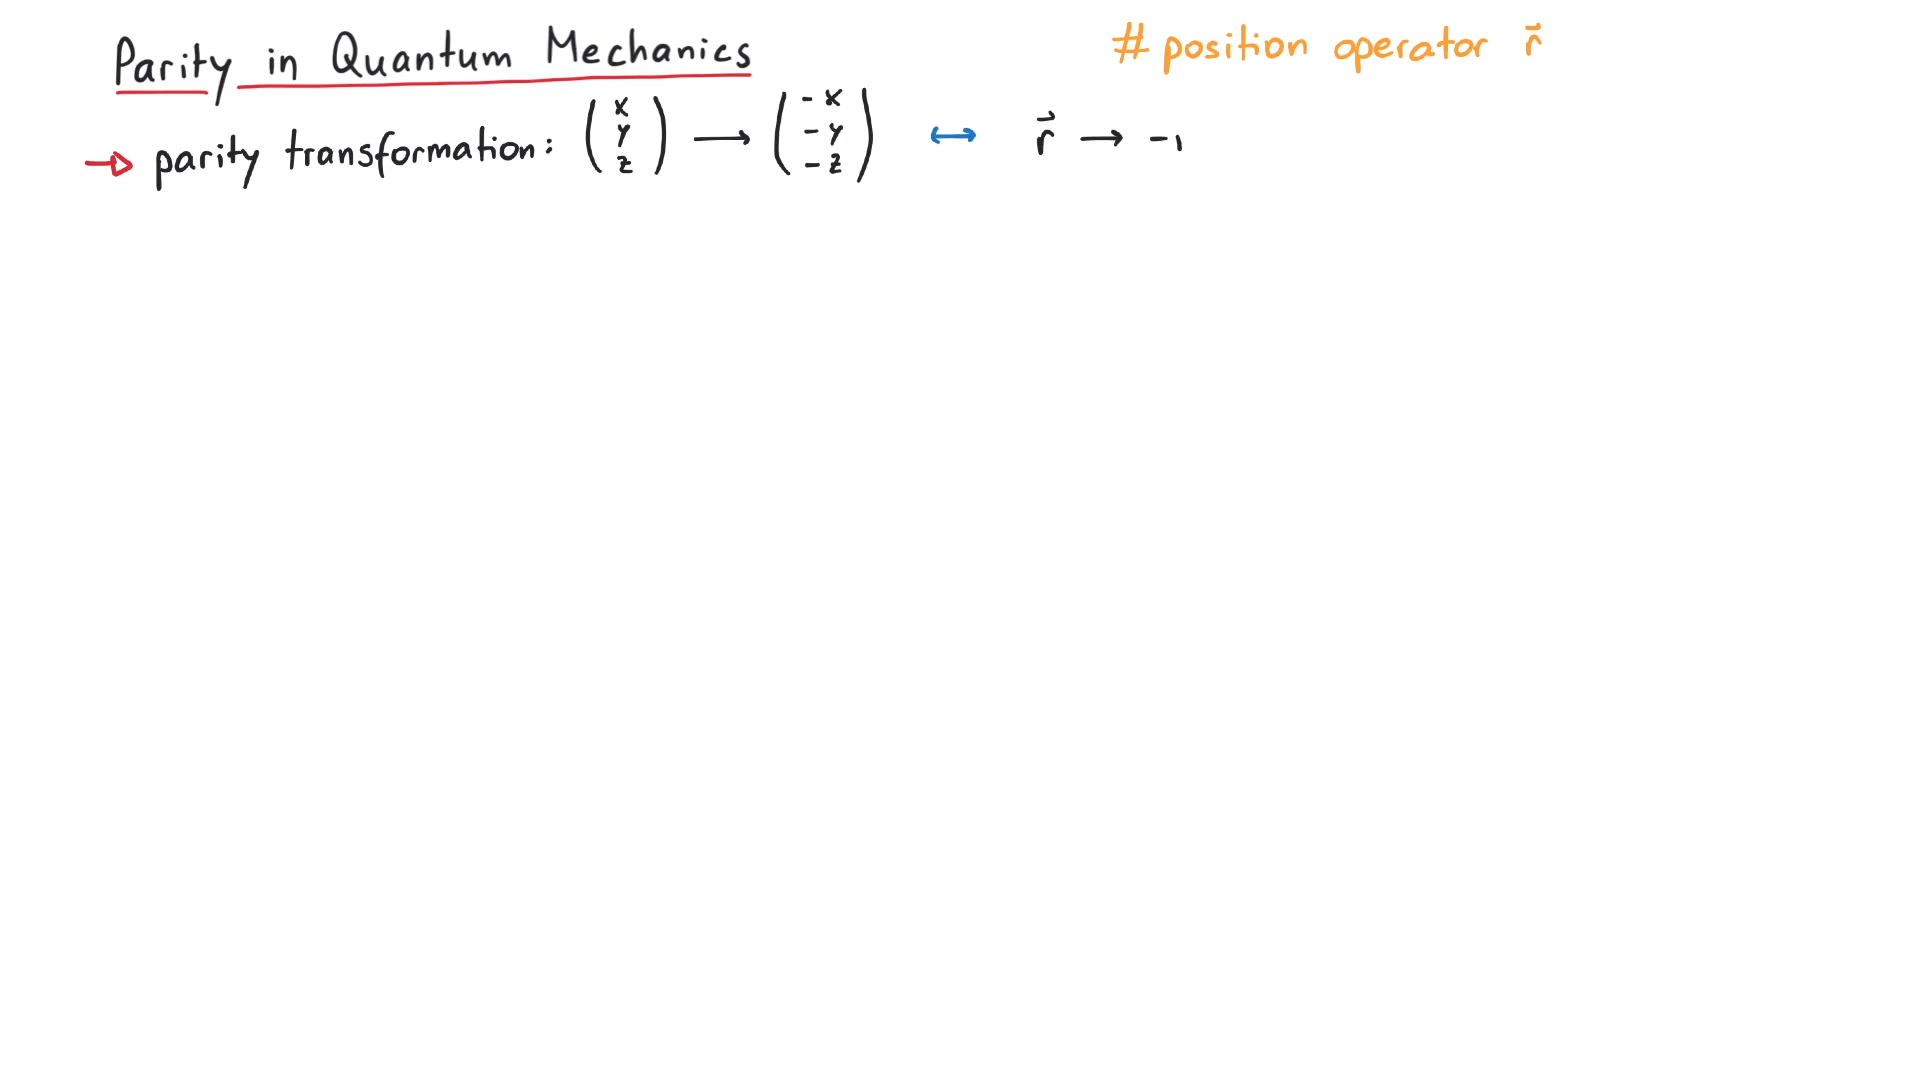 Parity in Quantum Mechanics
# position operator r⃗
→ parity transformation: (x y z) → (-x -y -z) ↔ r⃗ → -